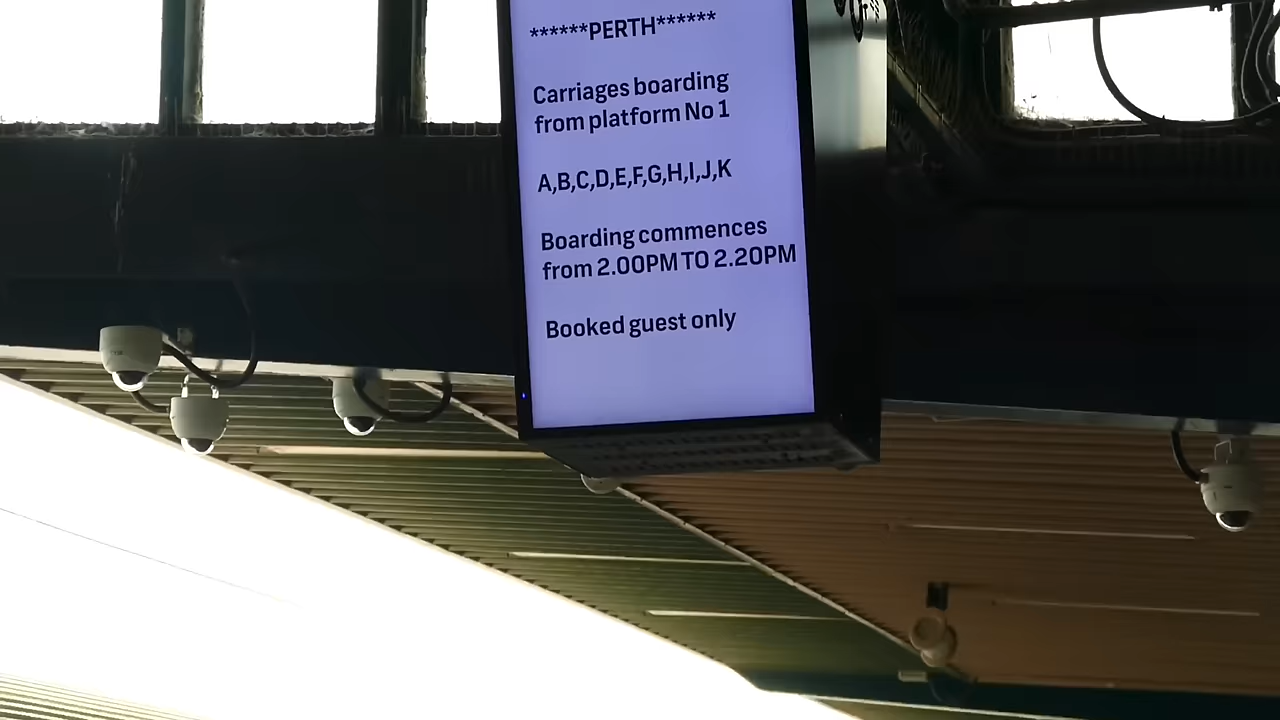 ******PERTH******
Carriages boarding
from platform No 1
A,B,C,D,E,F,G,H,I,J,K
Boarding commences
from 2.00PM TO 2.20PM
Booked guest only